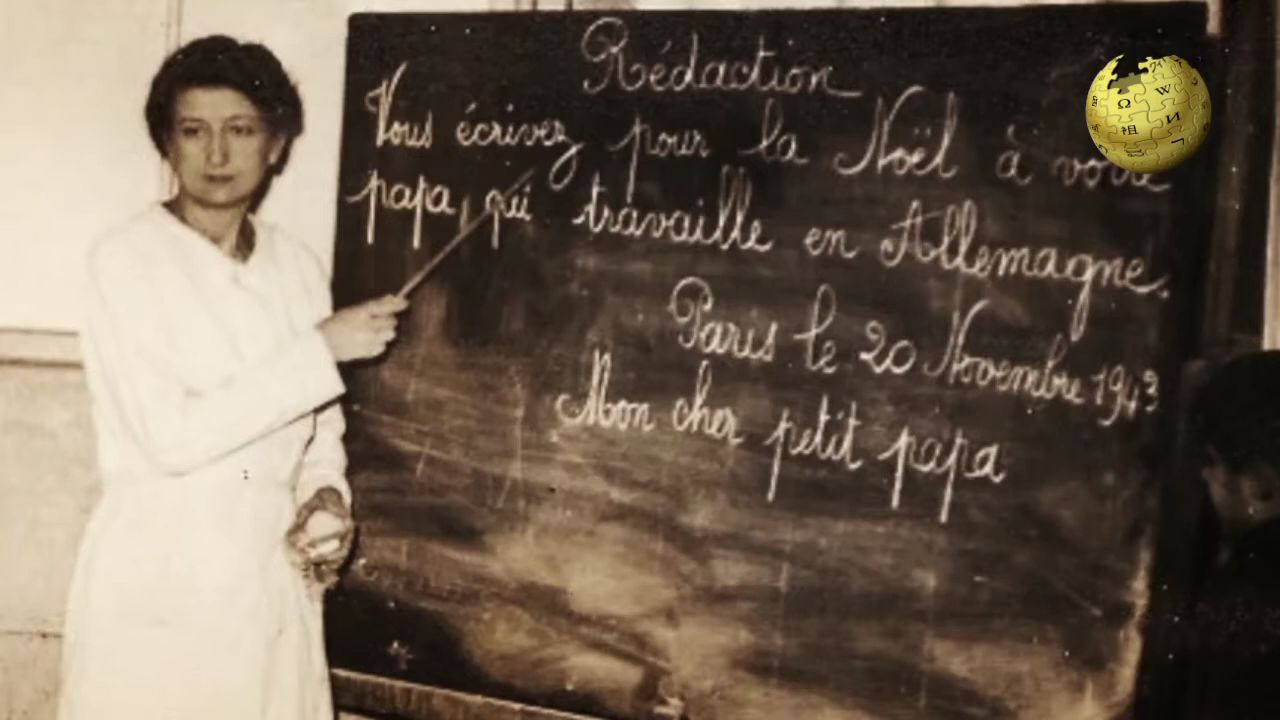 Rédaction
Vous écrivez pour la Noël à votre
papa, qui travaille en Allemagne.
Paris le 20 Novembre 1943
Mon cher petit papa
Ω W
祖 И